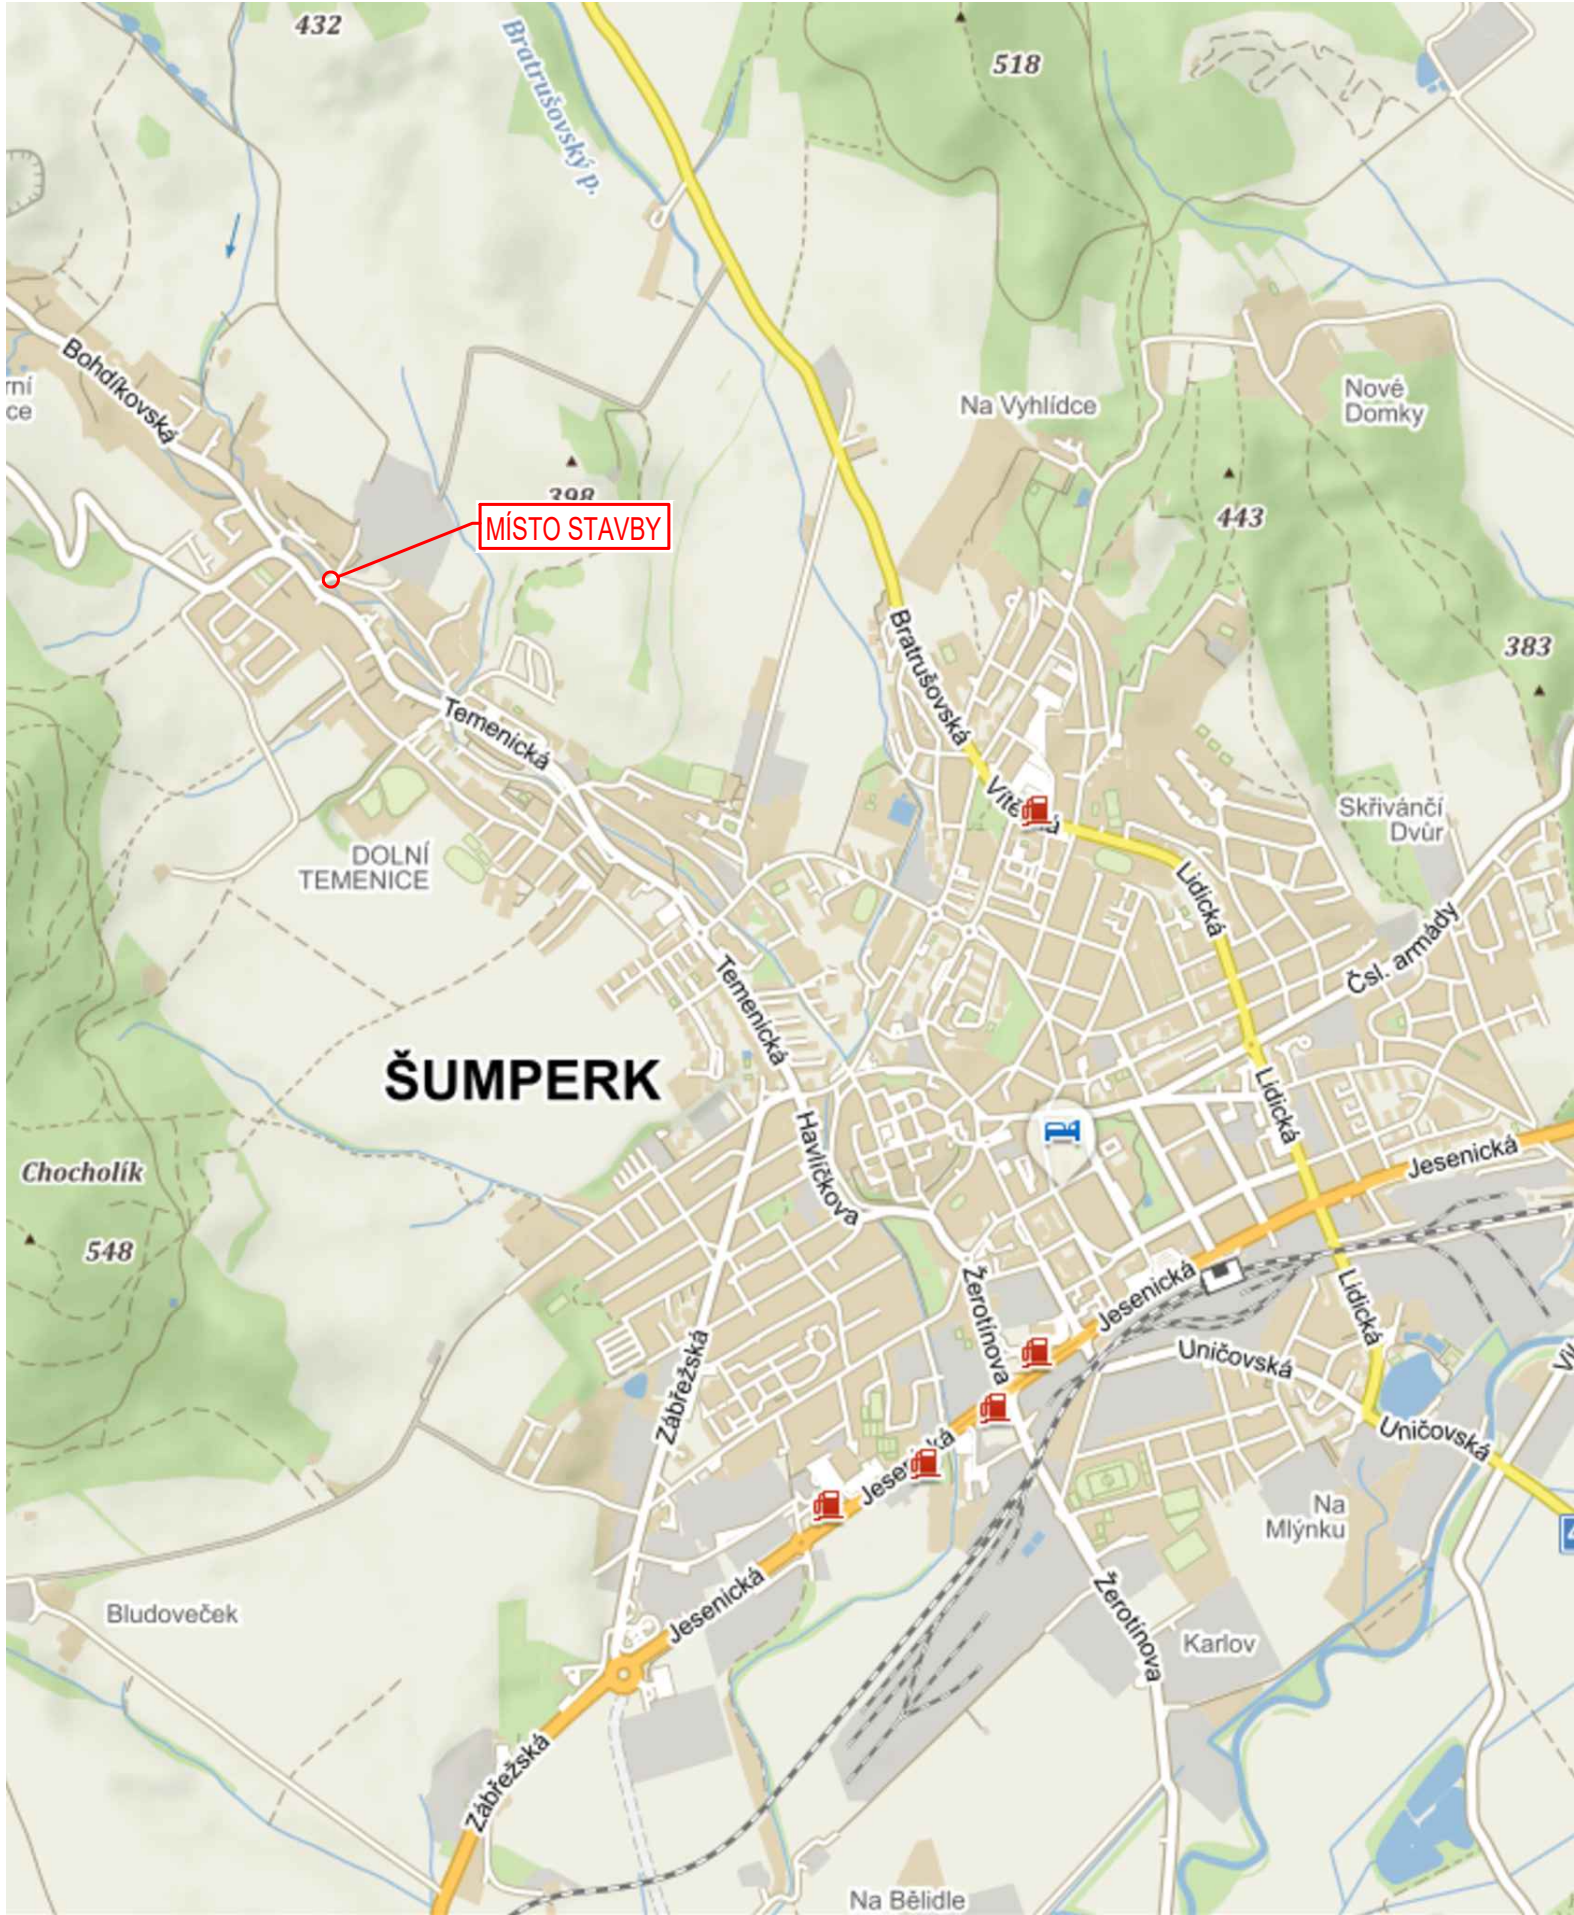 432
518
Bratrušovský p.
Bohdíkovská
rní
ce
Na Vyhlídce
Nové
Domky
398
443
MÍSTO STAVBY
Bratrušovská
383
Temenická
Skřivánčí
Dvůr
DOLNÍ
TEMENICE
Lidická
Čsl. armády
Temenická
ŠUMPERK
Lidická
Havlíčkova
Jesenická
Chocholík
548
Jesenická
Žerotínova
Lidická
Zábřežská
Uničovská
Uničovská
Na
Mlýnku
Jesenická
Žerotínova
Bludoveček
Karlov
Zábřežská
Na Bělidle